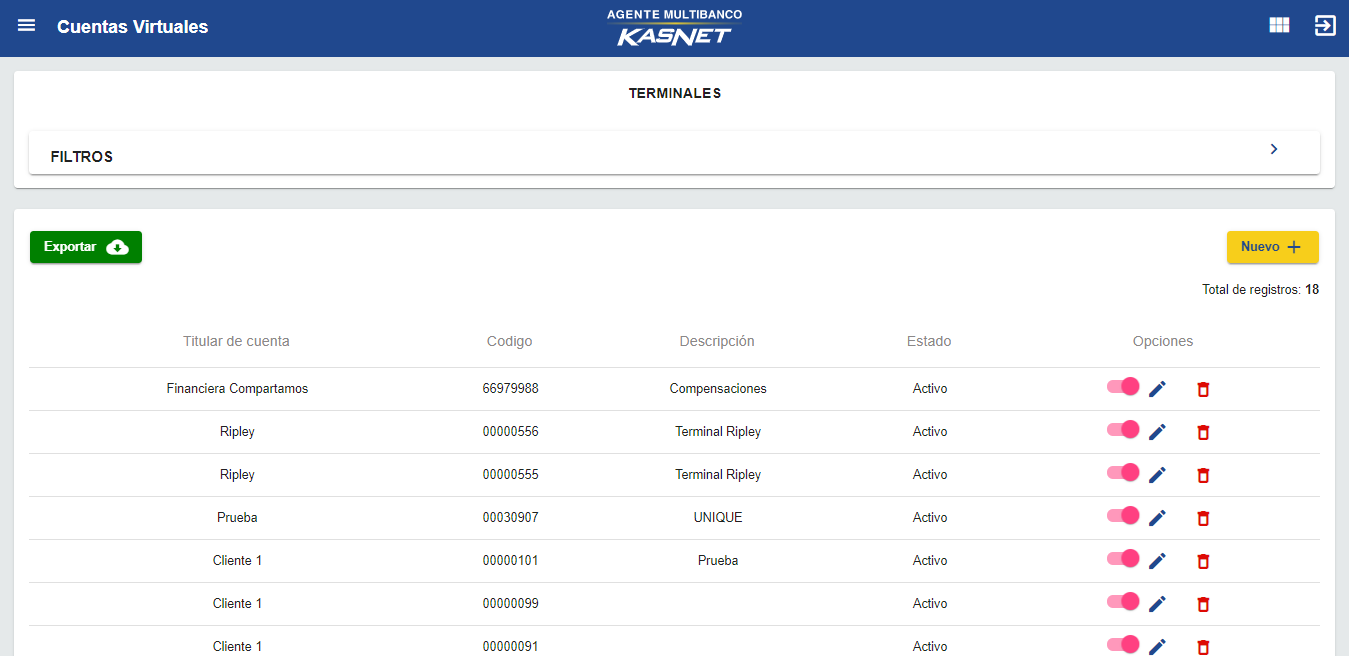 Cuentas Virtuales
AGENTE MULTIBANCO
KASNET
TERMINALES
FILTROS
Exportar
Nuevo
Total de registros: 18
Titular de cuenta Codigo Descripción Estado Opciones
Financiera Compartamos 66979988 Compensaciones Activo
Ripley 00000556 Terminal Ripley Activo
Ripley 00000555 Terminal Ripley Activo
Prueba 00030907 UNIQUE Activo
Cliente 1 00000101 Prueba Activo
Cliente 1 00000099 Activo
Cliente 1 00000091 Activo